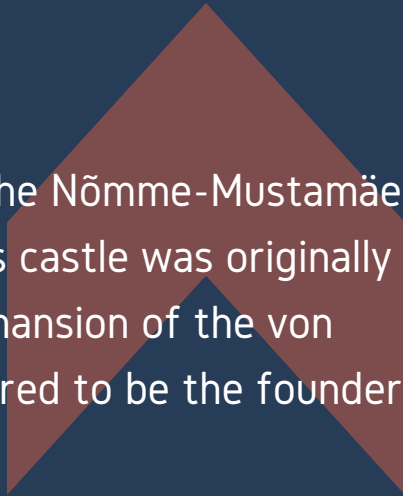 he Nõmme-Mustamäe
s castle was originally
nansion of the von
red to be the founder